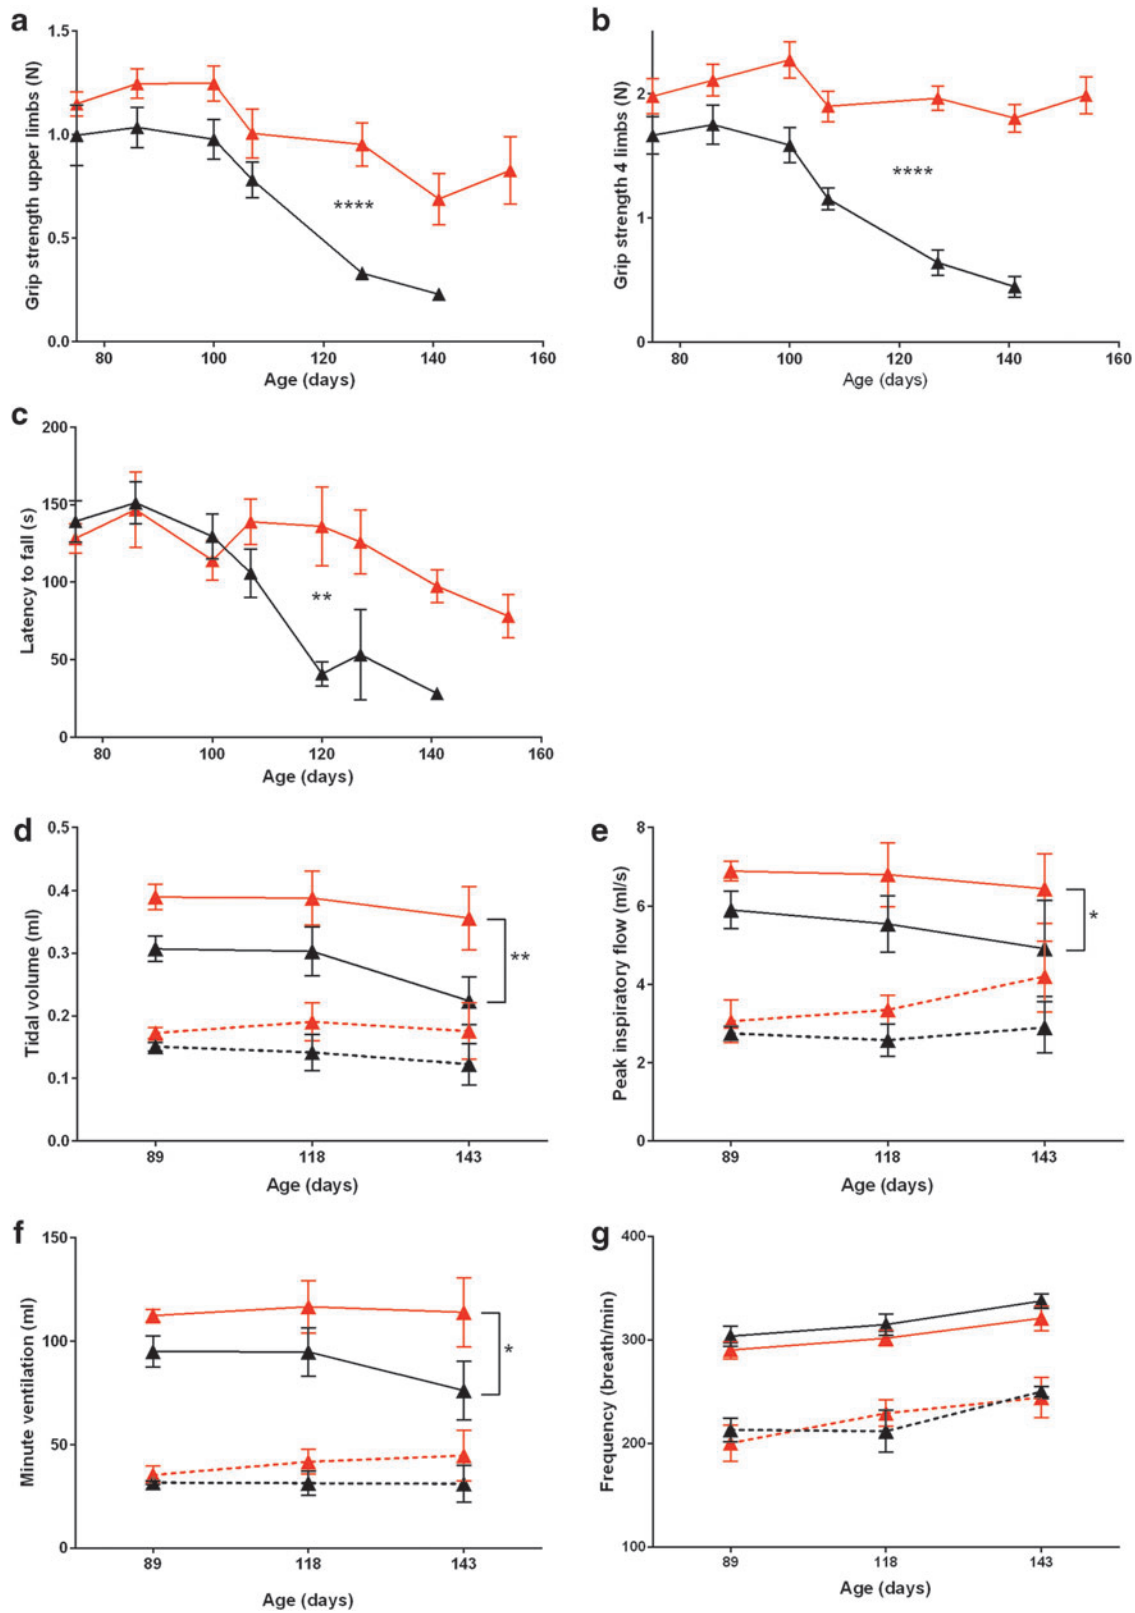 a
Grip strength upper limbs (N)
1.5
1.0
0.5
0.0
****
80 100 120 140 160
Age (days)
b
Grip strength 4 limbs (N)
2
1
0
****
80 100 120 140 160
Age (days)
c
Latency to fall (s)
200
150
100
50
0
**
80 100 120 140 160
Age (days)
d
Tidal volume (ml)
0.5
0.4
0.3
0.2
0.1
0.0
**
89 118 143
Age (days)
e
Peak inspiratory flow (ml/s)
8
6
4
2
0
*
89 118 143
Age (days)
f
Minute ventilation (ml)
150
100
50
0
*
89 118 143
Age (days)
g
Frequency (breath/min)
400
300
200
100
89 118 143
Age (days)